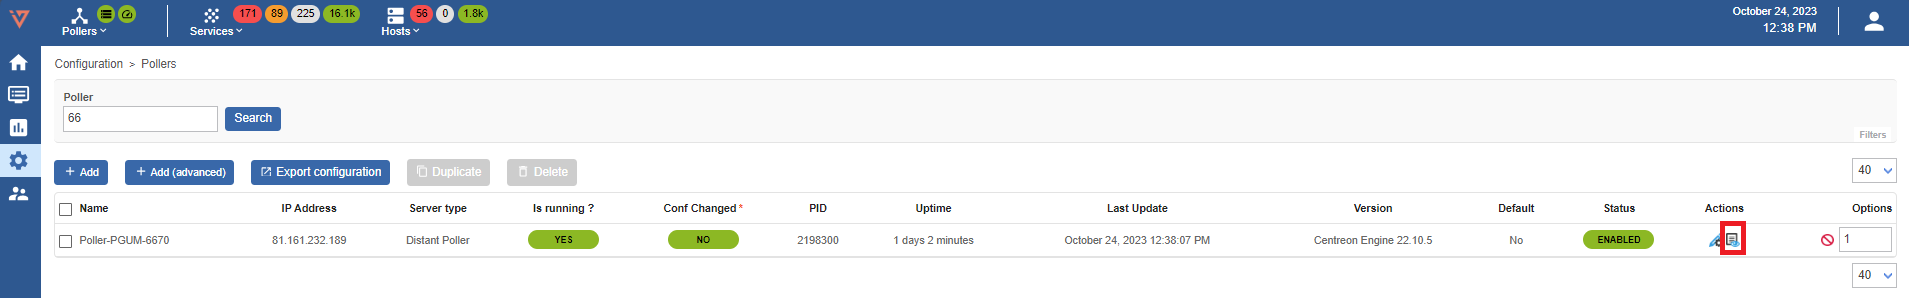 171 89 225 16.1k 56 0 1.8k October 24, 2023
Pollers Services Hosts 12:38 PM
Configuration > Pollers
Poller
66 Search
Filters
Add Add (advanced) Export configuration Duplicate Delete 40
Name IP Address Server type Is running ? Conf Changed * PID Uptime Last Update Version Default Status Actions Options
Poller-PGUM-6670 81.161.232.189 Distant Poller YES NO 2198300 1 days 2 minutes October 24, 2023 12:38:07 PM Centreon Engine 22.10.5 No ENABLED 1
40